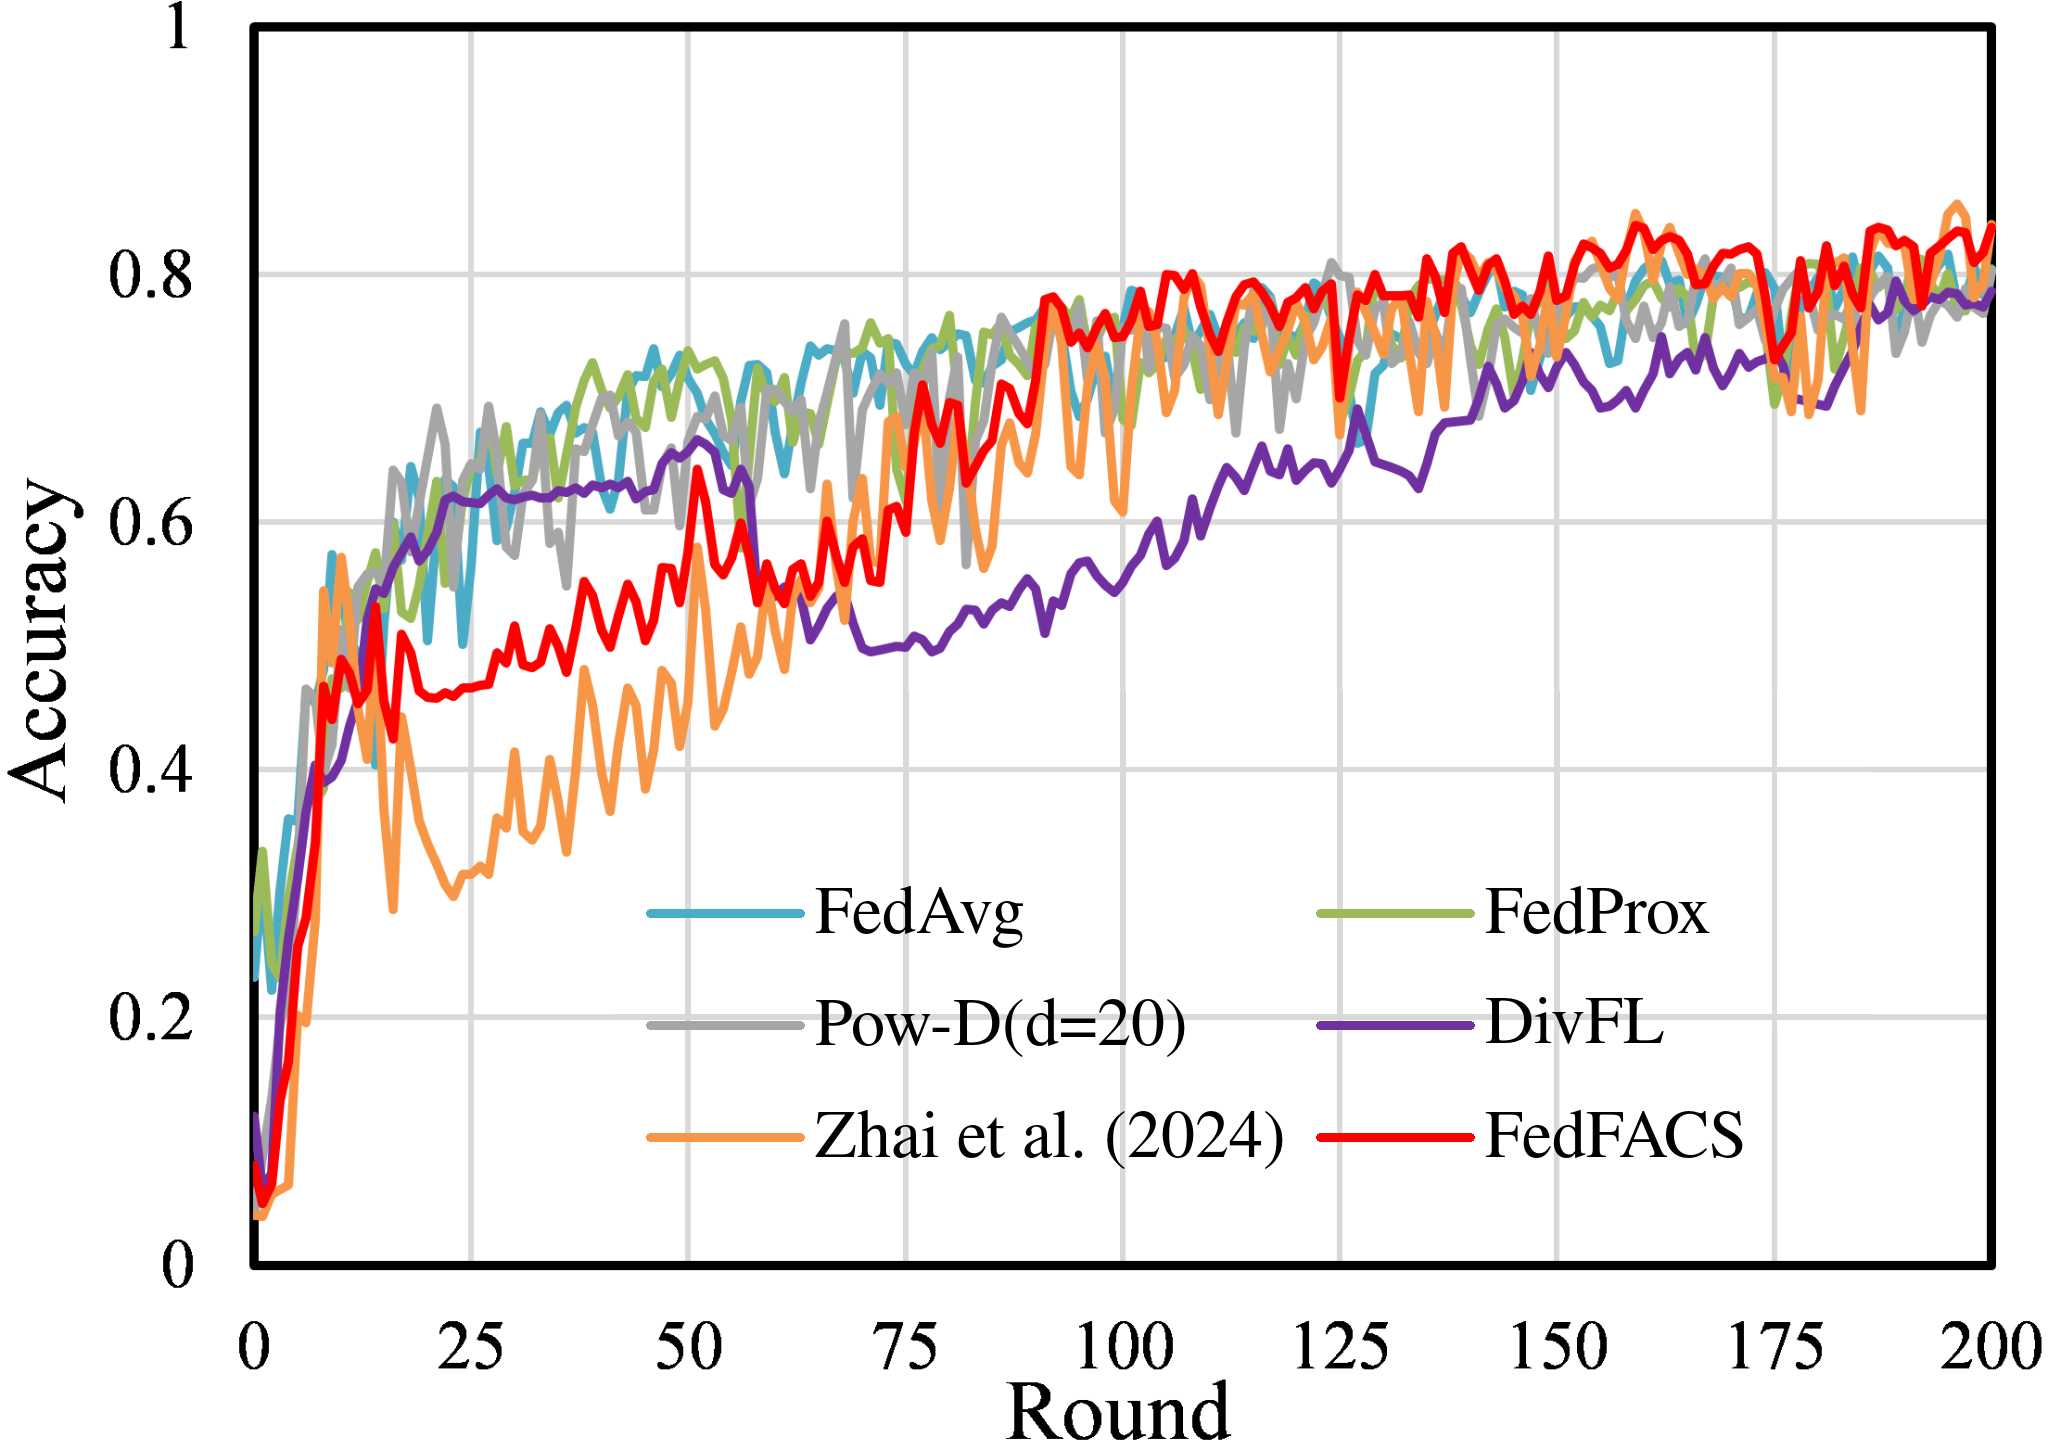 1
0.8
0.6
0.4
0.2
0
Accuracy
FedAvg FedProx
Pow-D(d=20) DivFL
Zhai et al. (2024) FedFACS
0 25 50 75 100 125 150 175 200
Round